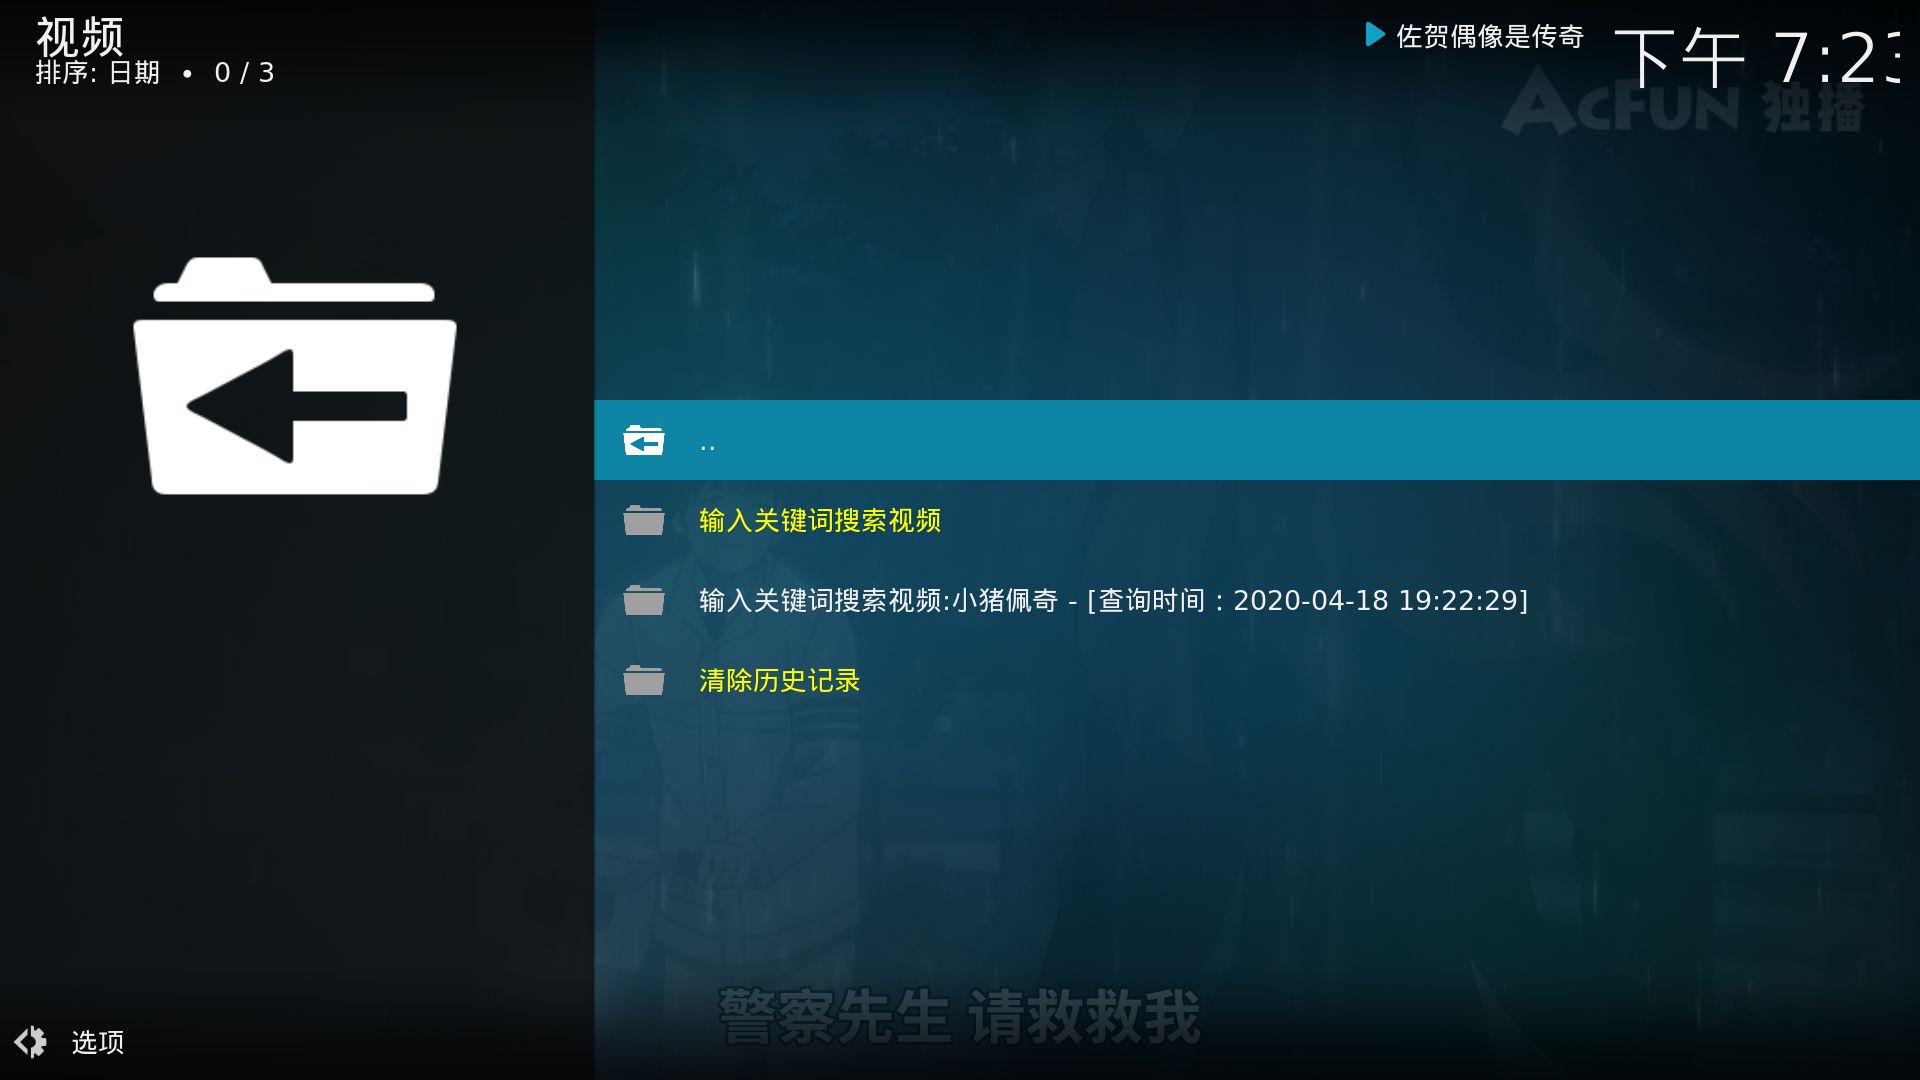 视频
排序: 日期 • 0 / 3
佐贺偶像是传奇
下午 7:23
AcFun 独播
..
输入关键词搜索视频
输入关键词搜索视频:小猪佩奇 - [查询时间：2020-04-18 19:22:29]
清除历史记录
警察先生 请救救我
选项